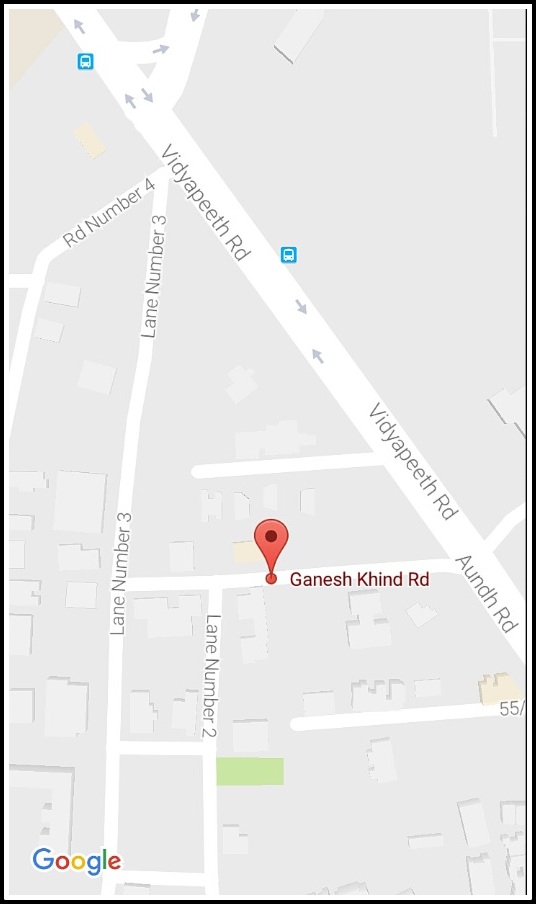 Vidyapeeth Rd
Rd Number 4
Lane Number 3
Vidyapeeth Rd
Lane Number 3
Ganesh Khind Rd
Aundh Rd
Lane Number 2
55/
Google